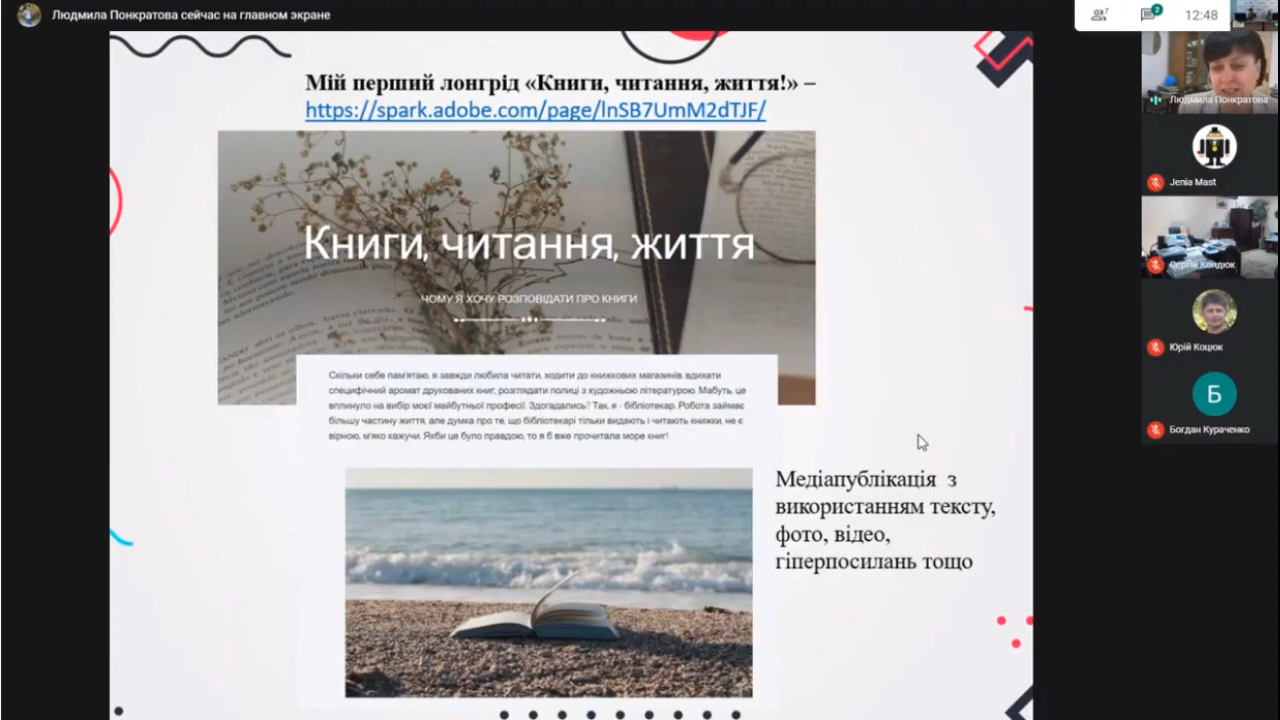 Людмила Понкратова сейчас на главном экране
7
2
12:48
Вы
Мій перший лонгрід «Книги, читання, життя!» –
https://spark.adobe.com/page/lnSB7UmM2dTJF/
Книги, читання, життя
ЧОМУ Я ХОЧУ РОЗПОВІДАТИ ПРО КНИГИ
Скільки себе пам'ятаю, я завжди любила читати, ходити до книжкових магазинів, вдихати
специфічний аромат друкованих книг, розглядати полиці з художньою літературою. Мабуть, це
вплинуло на вибір моєї майбутньої професії. Здогадались? Так, я - бібліотекар. Робота займає
більшу частину життя, але думка про те, що бібліотекарі тільки видають і читають книжки, не є
вірною, м'яко кажучи. Якби це було правдою, то я б вже прочитала море книг!
Медіапублікація з
використанням тексту,
фото, відео,
гіперпосилань тощо
Людмила Понкратова
Jenia Mast
Сергій Кондюк
Юрій Коцюк
Б
Богдан Кураченко